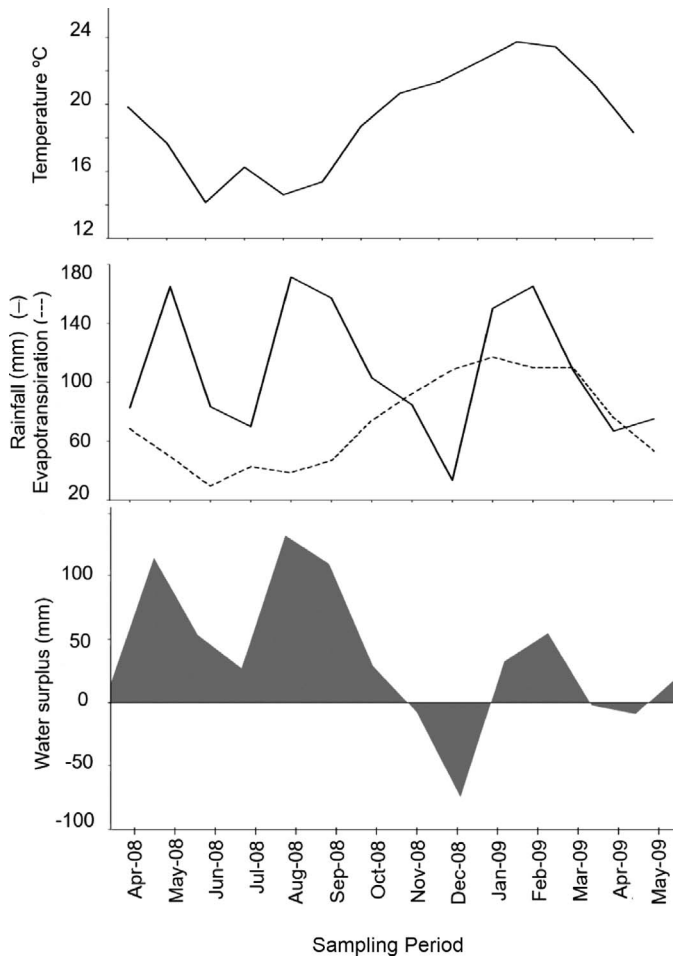 24
20
16
12
Temperature ºC
180
140
100
60
20
Rainfall (mm) (–)
Evapotranspiration (---)
100
50
0
-50
-100
Water surplus (mm)
Apr-08
May-08
Jun-08
Jul-08
Aug-08
Sep-08
Oct-08
Nov-08
Dec-08
Jan-09
Feb-09
Mar-09
Apr-09
May-09
Sampling Period